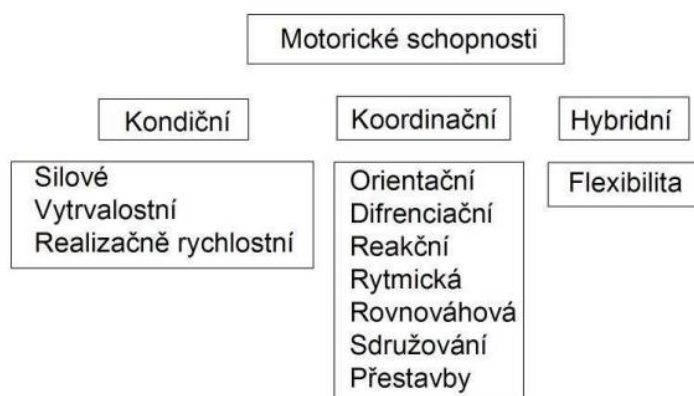 Motorické schopnosti
Kondiční
Koordinační
Hybridní
Silové
Vytrvalostní
Realizačně rychlostní
Orientační
Difrenciační
Reakční
Rytmická
Rovnováhová
Sdružování
Přestavby
Flexibilita